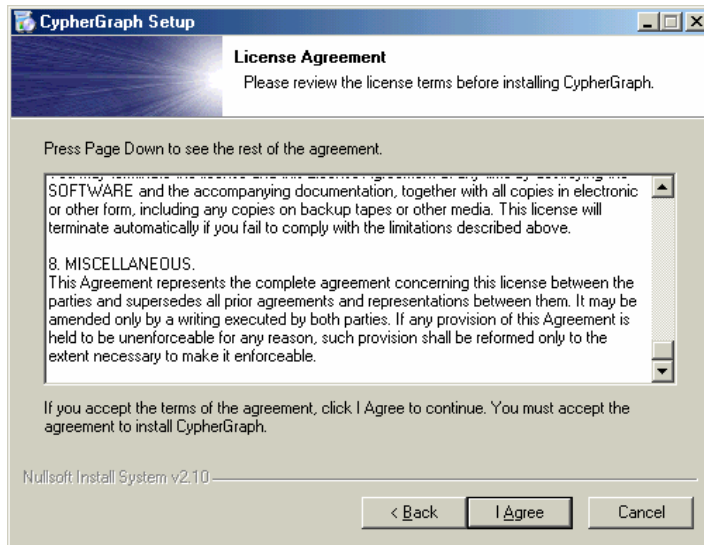 CypherGraph Setup
License Agreement
Please review the license terms before installing CypherGraph.
Press Page Down to see the rest of the agreement.
SOFTWARE and the accompanying documentation, together with all copies in electronic
or other form, including any copies on backup tapes or other media. This license will
terminate automatically if you fail to comply with the limitations described above.
8. MISCELLANEOUS.
This Agreement represents the complete agreement concerning this license between the
parties and supersedes all prior agreements and representations between them. It may be
amended only by a writing executed by both parties. If any provision of this Agreement is
held to be unenforceable for any reason, such provision shall be reformed only to the
extent necessary to make it enforceable.
If you accept the terms of the agreement, click I Agree to continue. You must accept the
agreement to install CypherGraph.
Nullsoft Install System v2.10
< Back
I Agree
Cancel